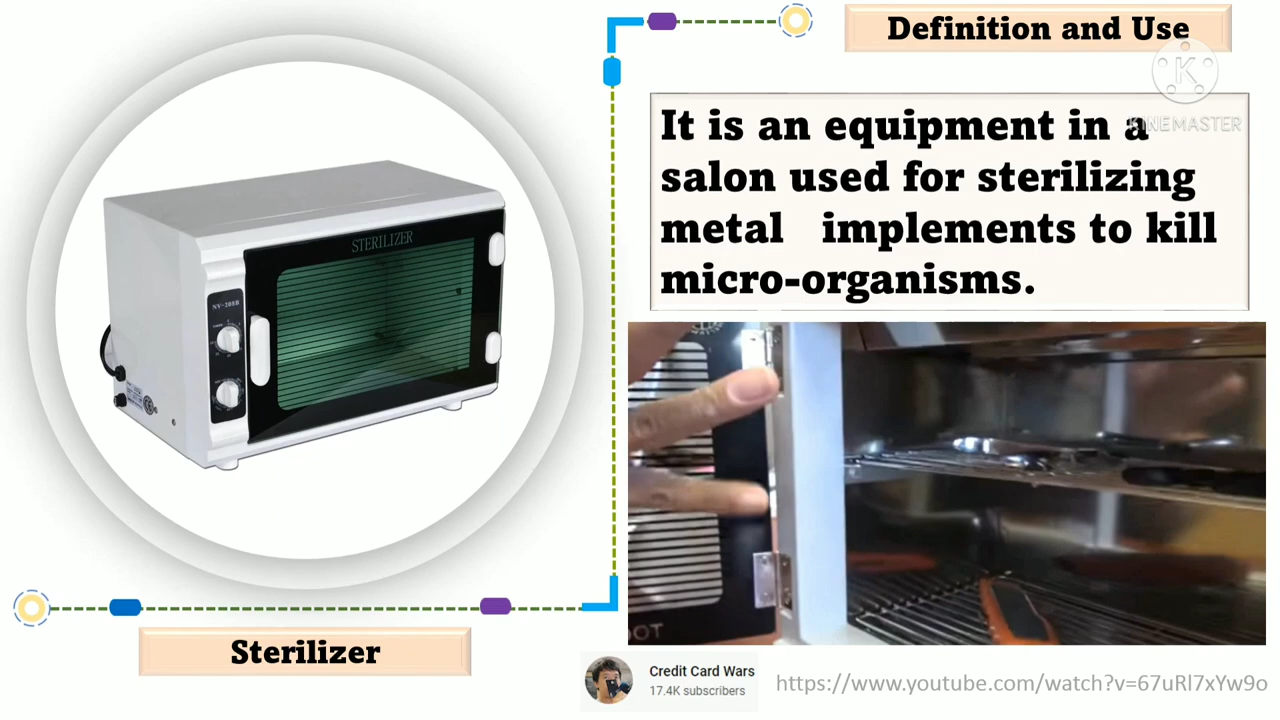 Definition and Use
KINEMASTER
It is an equipment in a
salon used for sterilizing
metal implements to kill
micro-organisms.
STERILIZER
NV-208B
Sterilizer
Credit Card Wars
17.4K subscribers
https://www.youtube.com/watch?v=67uRl7xYw9o